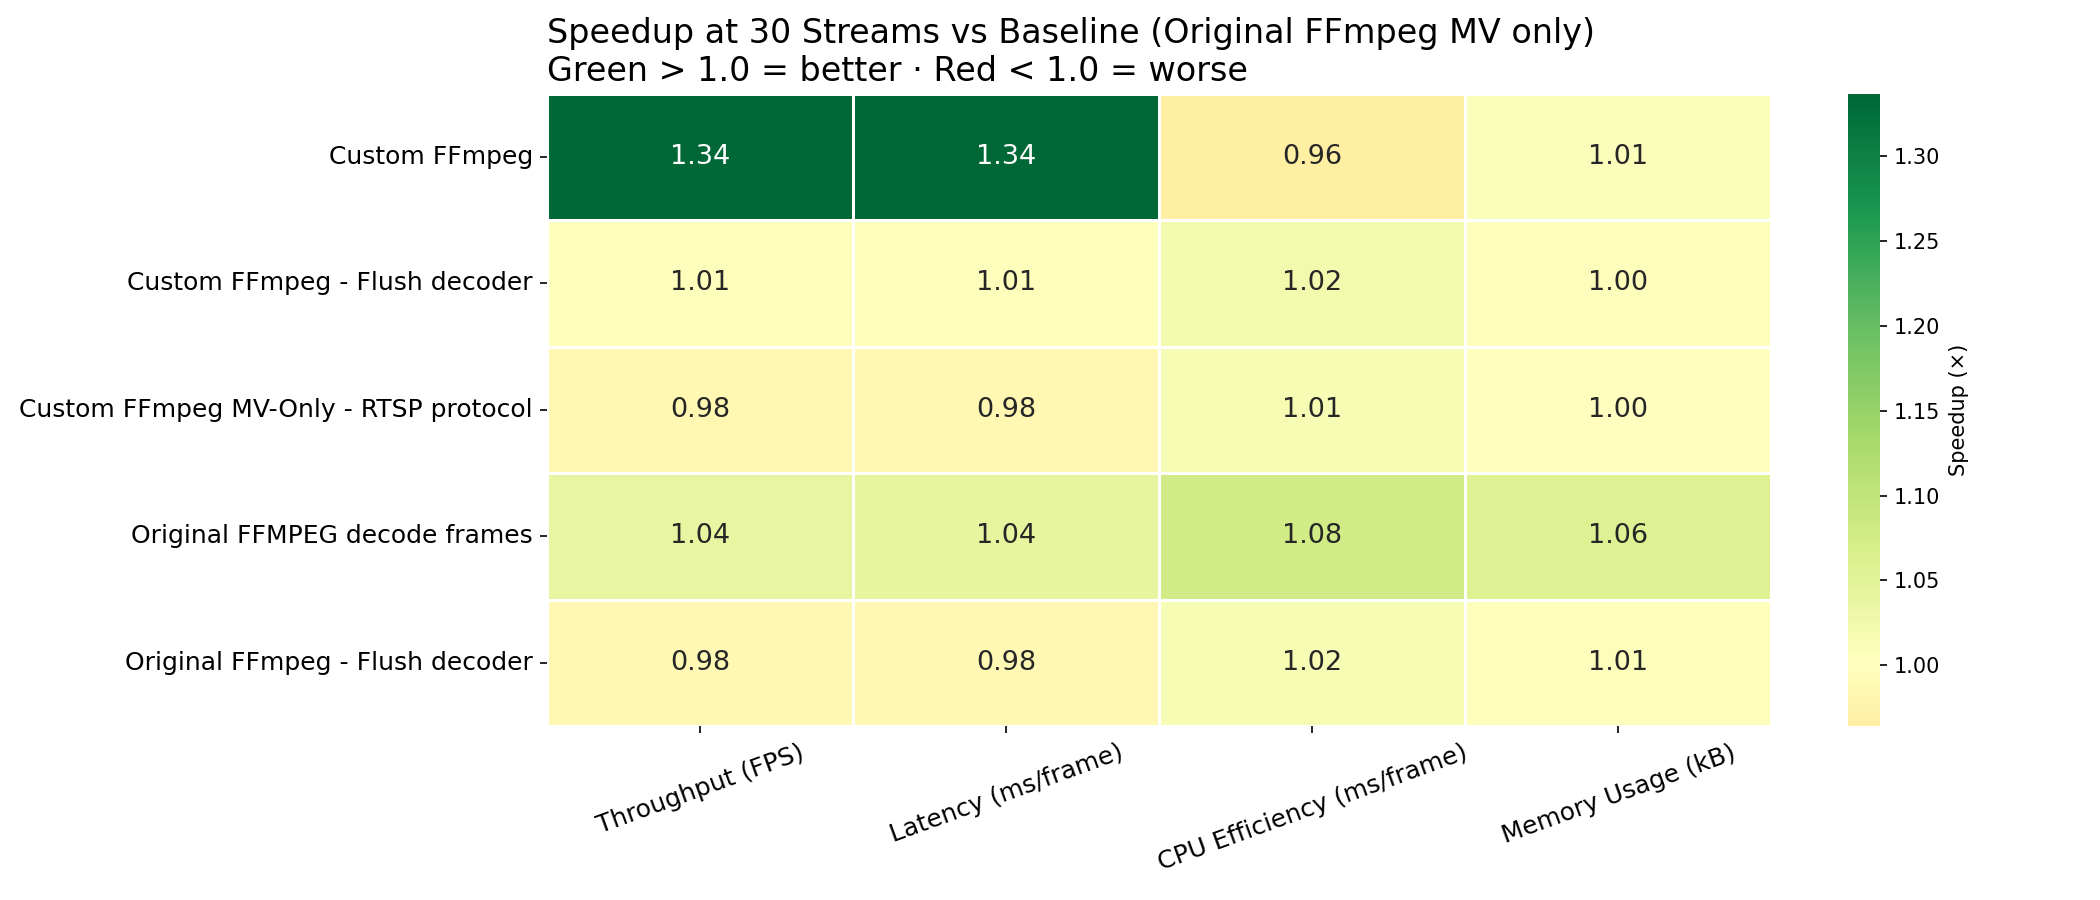 Speedup at 30 Streams vs Baseline (Original FFmpeg MV only)
Green > 1.0 = better · Red < 1.0 = worse
Custom FFmpeg 1.34 1.34 0.96 1.01
Custom FFmpeg - Flush decoder 1.01 1.01 1.02 1.00
Custom FFmpeg MV-Only - RTSP protocol 0.98 0.98 1.01 1.00
Original FFMPEG decode frames 1.04 1.04 1.08 1.06
Original FFmpeg - Flush decoder 0.98 0.98 1.02 1.01
Throughput (FPS)
Latency (ms/frame)
CPU Efficiency (ms/frame)
Memory Usage (kB)
1.30
1.25
1.20
1.15
1.10
1.05
1.00
Speedup (×)